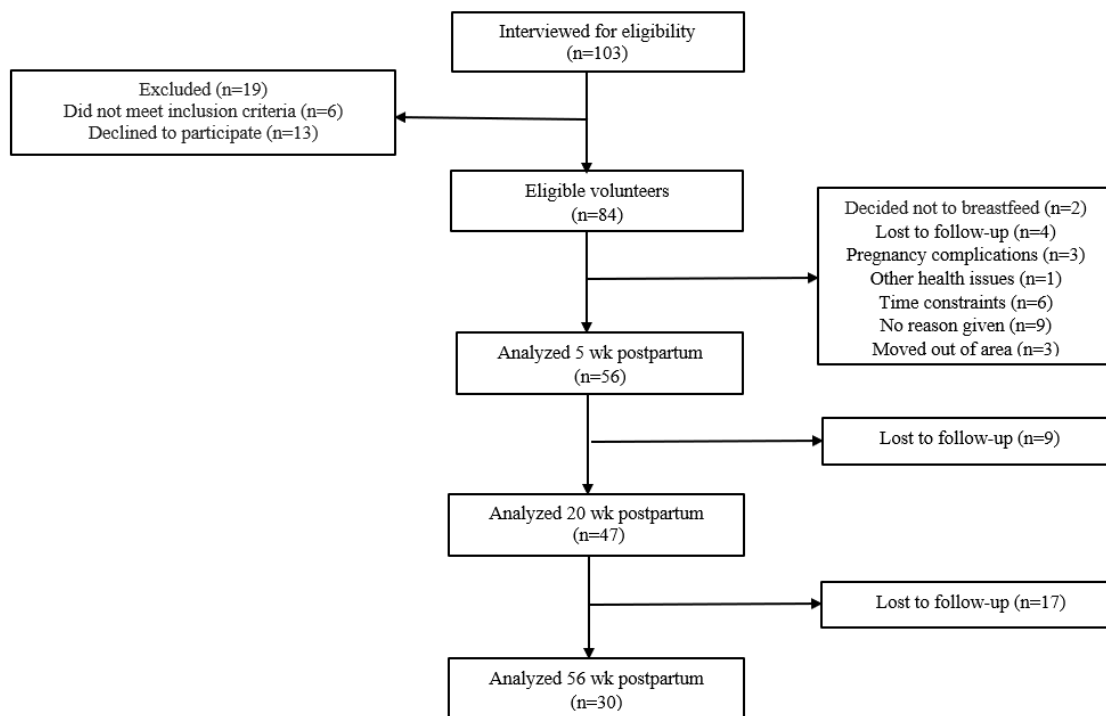 Interviewed for eligibility
(n=103)
Excluded (n=19)
Did not meet inclusion criteria (n=6)
Declined to participate (n=13)
Eligible volunteers
(n=84)
Decided not to breastfeed (n=2)
Lost to follow-up (n=4)
Pregnancy complications (n=3)
Other health issues (n=1)
Time constraints (n=6)
No reason given (n=9)
Moved out of area (n=3)
Analyzed 5 wk postpartum
(n=56)
Lost to follow-up (n=9)
Analyzed 20 wk postpartum
(n=47)
Lost to follow-up (n=17)
Analyzed 56 wk postpartum
(n=30)